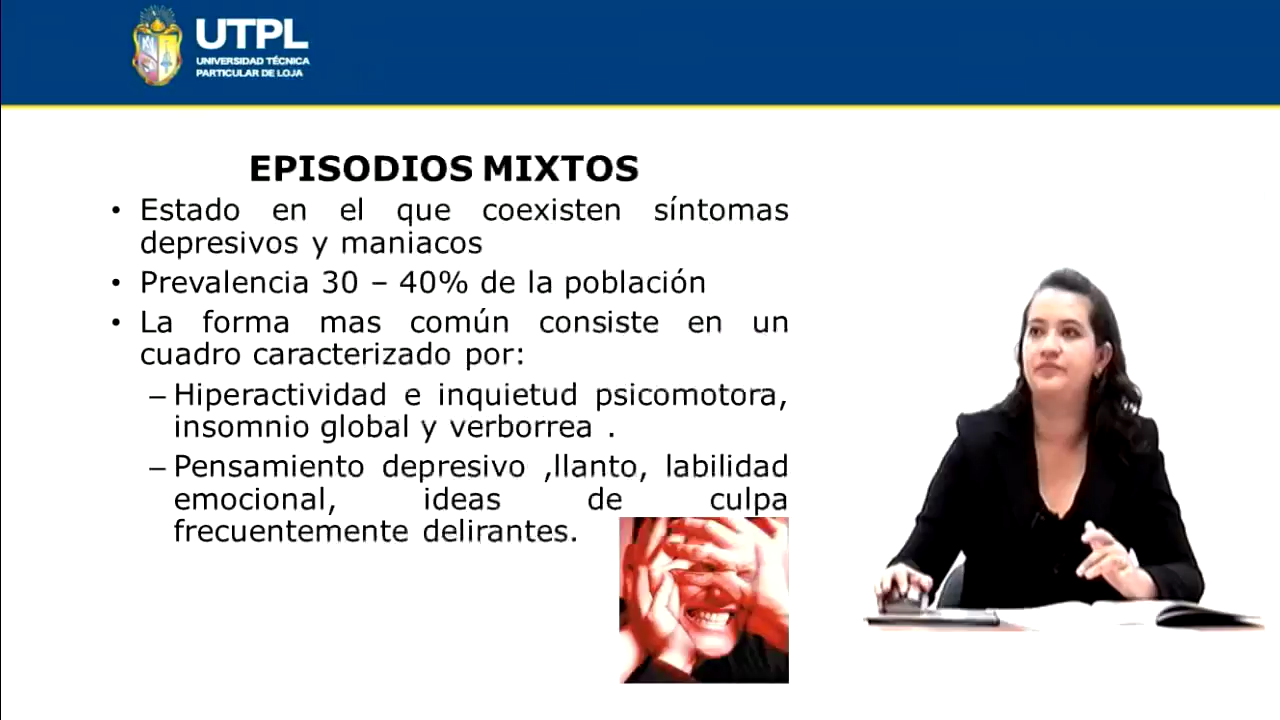 UTPL
UNIVERSIDAD TÉCNICA
PARTICULAR DE LOJA
EPISODIOS MIXTOS
• Estado en el que coexisten síntomas
depresivos y maniacos
• Prevalencia 30 – 40% de la población
• La forma mas común consiste en un
cuadro caracterizado por:
– Hiperactividad e inquietud psicomotora,
insomnio global y verborrea .
– Pensamiento depresivo ,llanto, labilidad
emocional, ideas de culpa
frecuentemente delirantes.